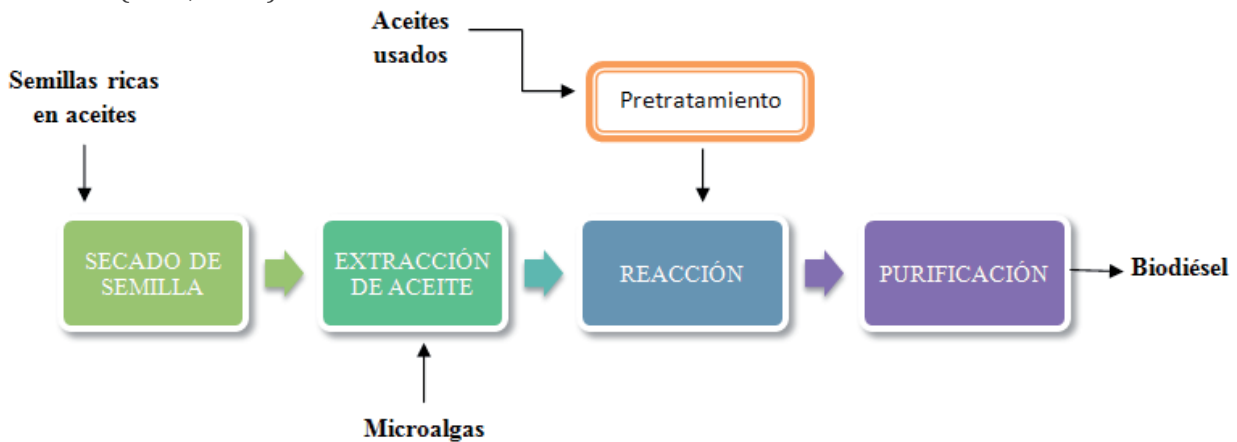 Aceites
usados
Semillas ricas
en aceites
Pretratamiento
SECADO DE
SEMILLA
EXTRACCIÓN
DE ACEITE
REACCIÓN
PURIFICACIÓN
Biodiésel
Microalgas